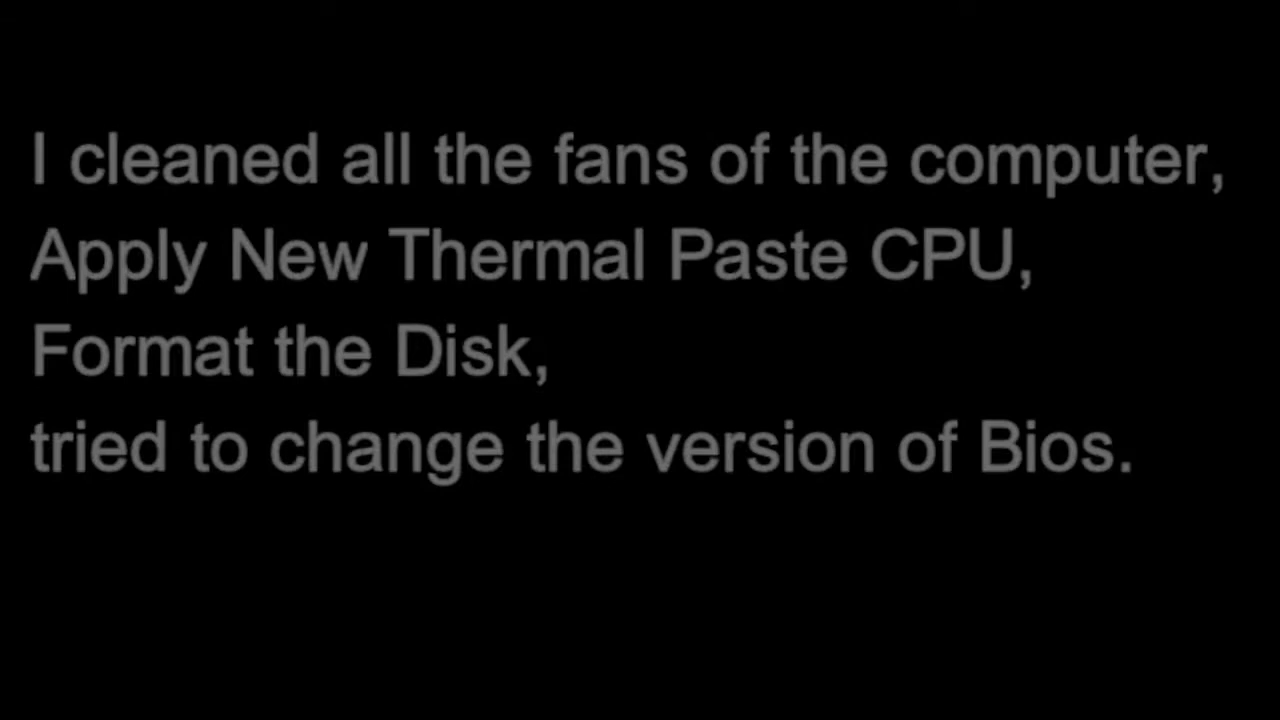 I cleaned all the fans of the computer,
Apply New Thermal Paste CPU,
Format the Disk,
tried to change the version of Bios.